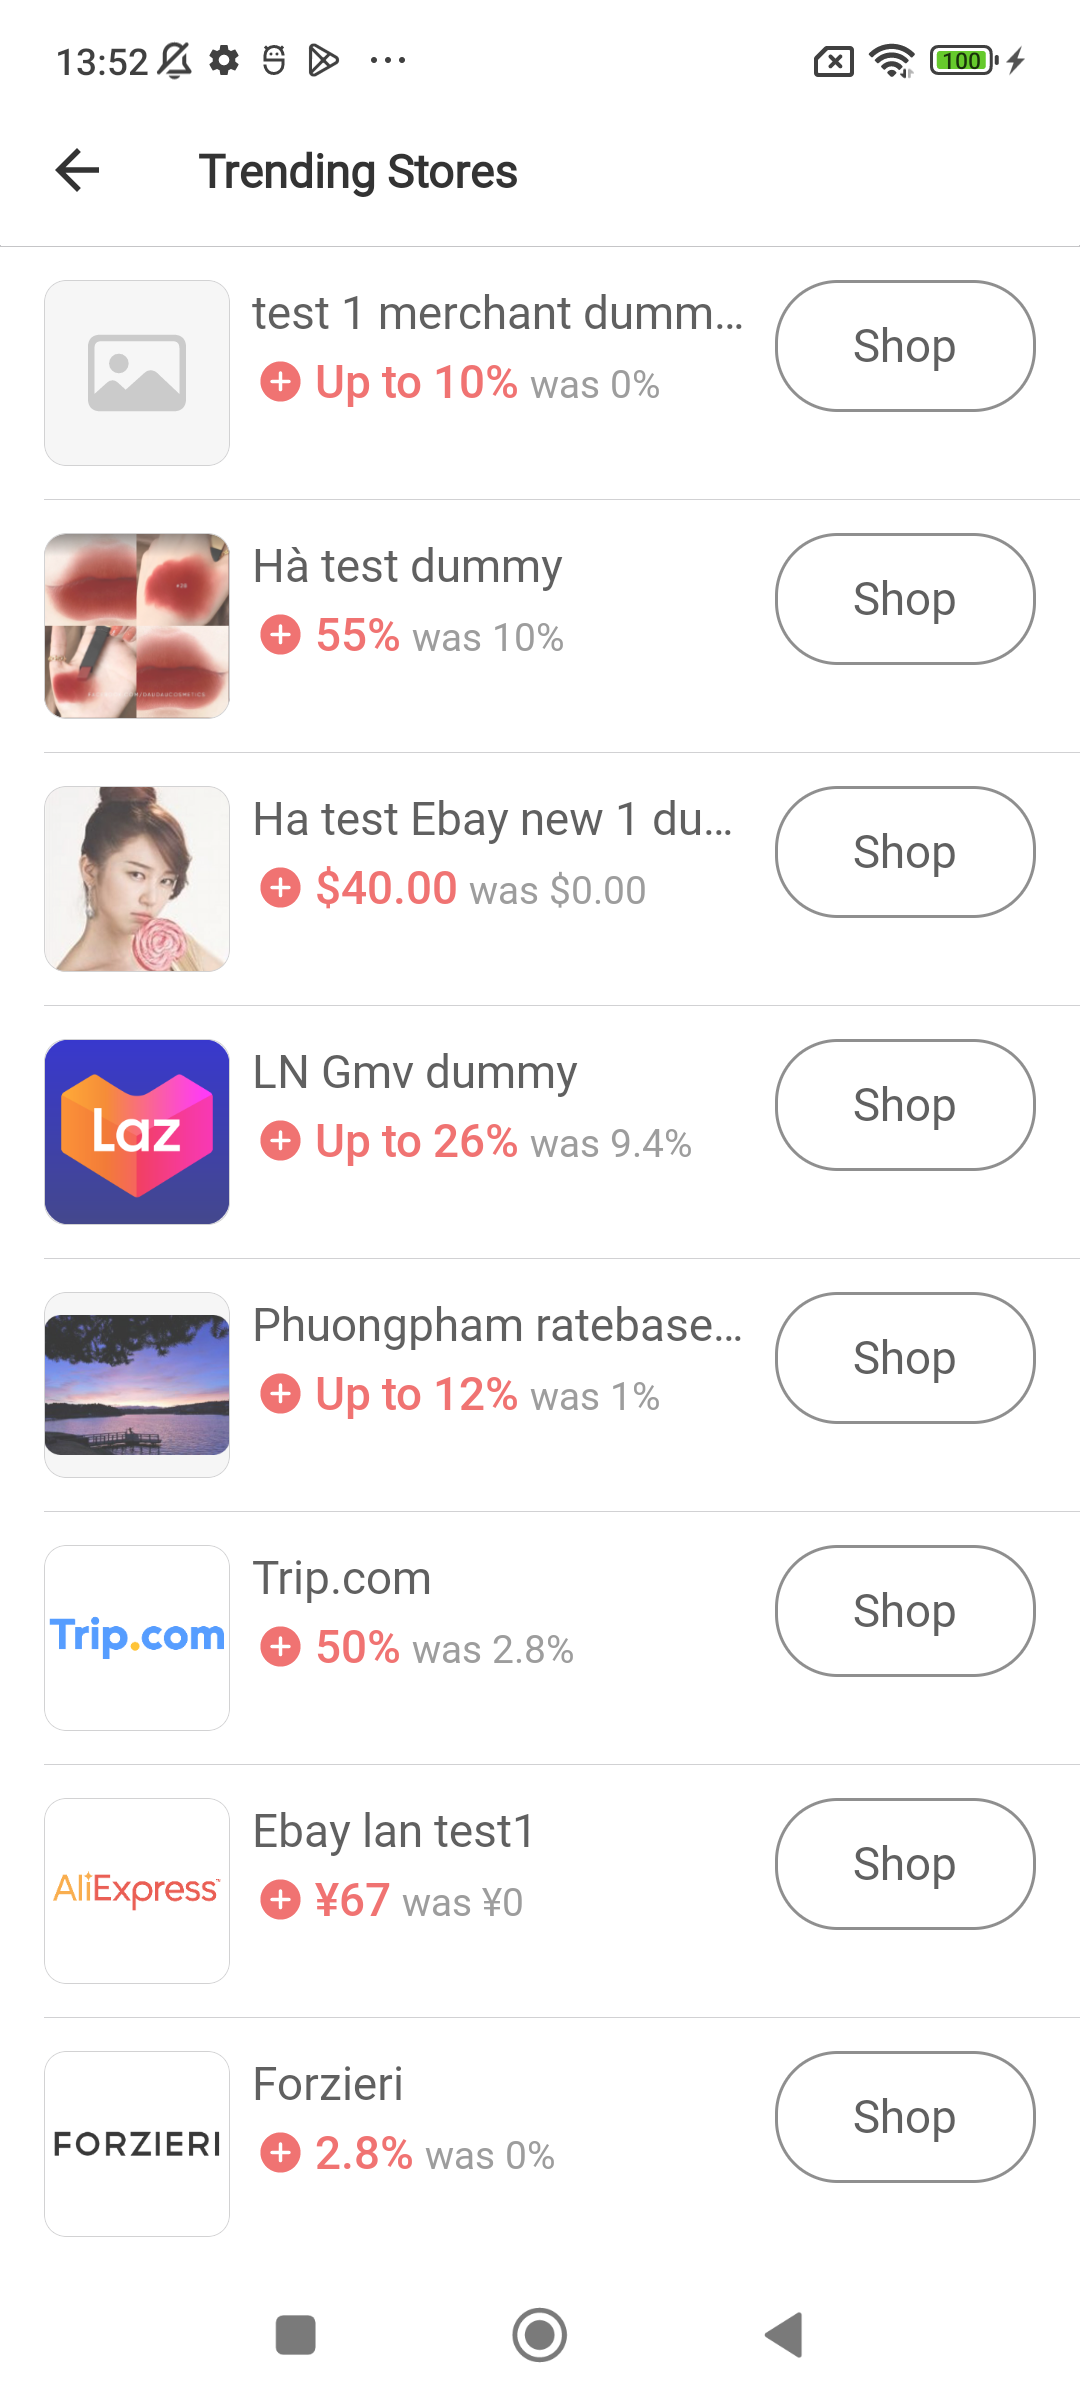 13:52
100
Trending Stores
test 1 merchant dumm...
Up to 10% was 0%
Shop
Hà test dummy
55% was 10%
Shop
Ha test Ebay new 1 du...
$40.00 was $0.00
Shop
Laz
LN Gmv dummy
Up to 26% was 9.4%
Shop
Phuongpham ratebase...
Up to 12% was 1%
Shop
Trip.com
Trip.com
50% was 2.8%
Shop
AliExpress
Ebay lan test1
¥67 was ¥0
Shop
FORZIERI
Forzieri
2.8% was 0%
Shop